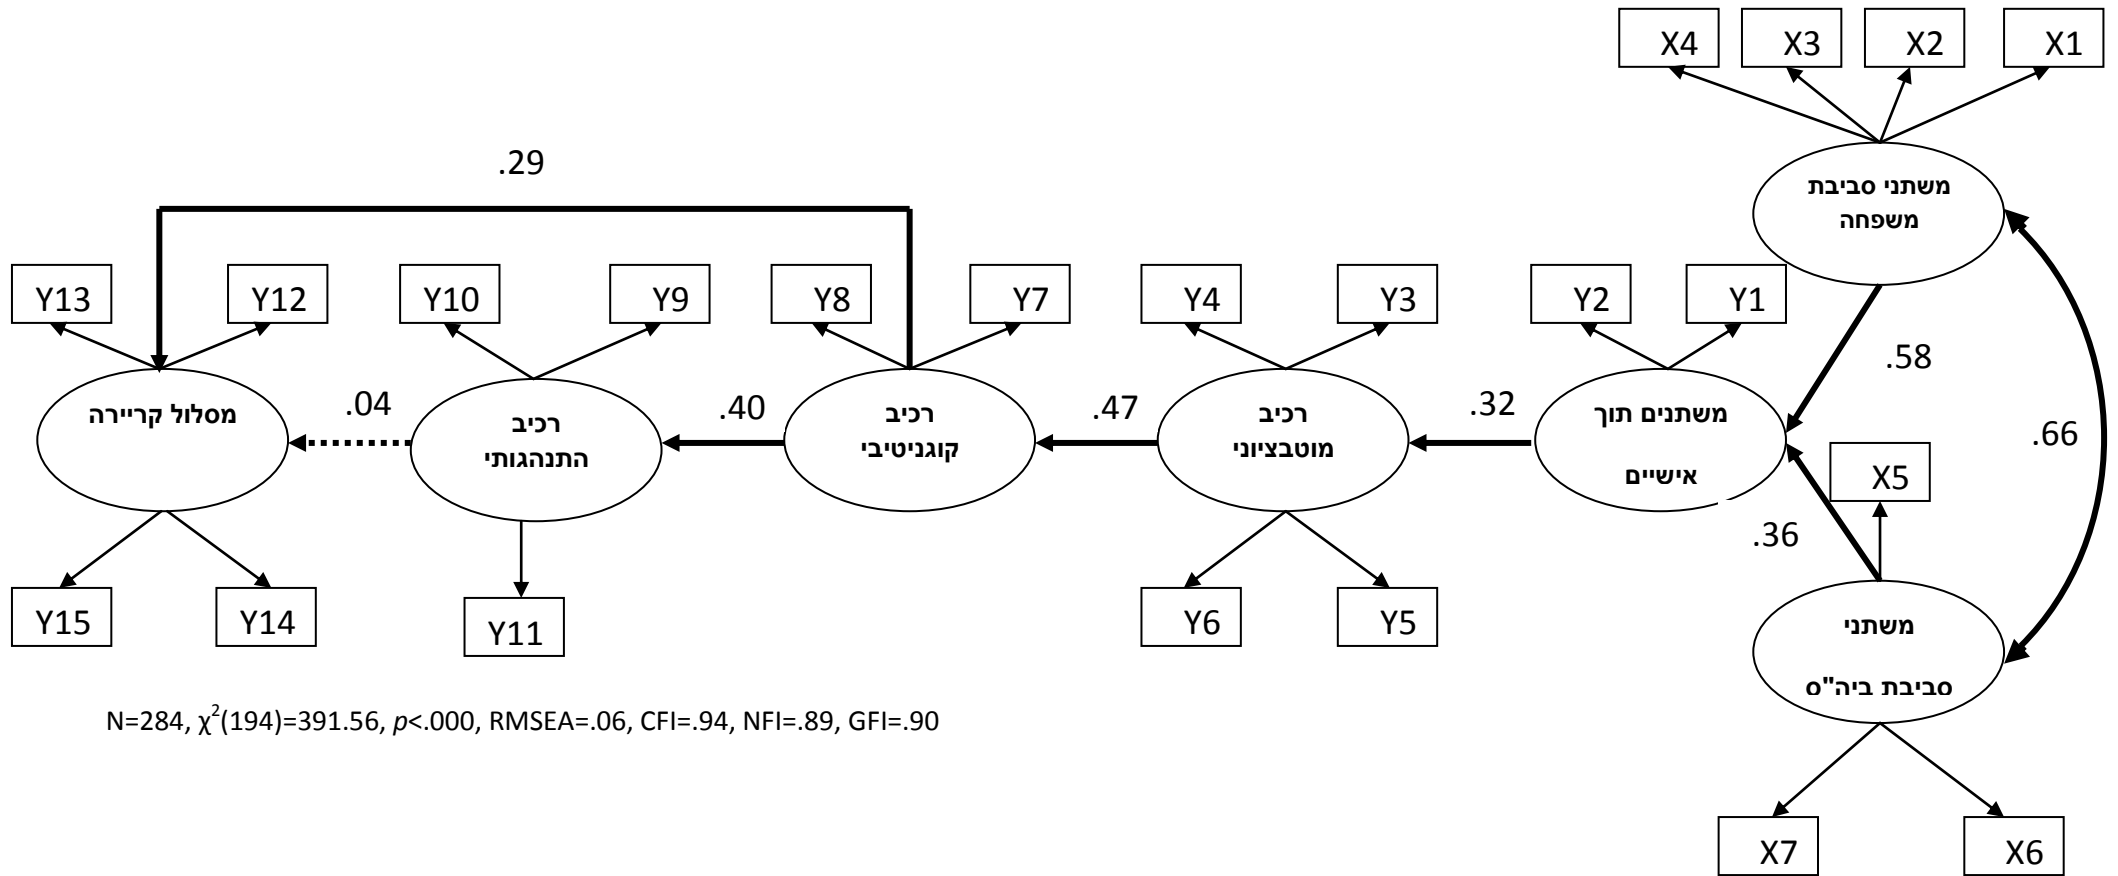 X4 X3 X2 X1
משתני סביבת
משפחה
.29
Y13 Y12 Y10 Y9 Y8 Y7 Y4 Y3 Y2 Y1
.58
מסלול קריירה
.04
רכיב
התנהגותי
.40
רכיב
קוגניטיבי
.47
רכיב
מוטבציוני
.32
משתנים תוך
אישיים
.66
X5
.36
Y15 Y14 Y11 Y6 Y5
משתני
סביבת ביה"ס
N=284, χ²(194)=391.56, p<.000, RMSEA=.06, CFI=.94, NFI=.89, GFI=.90
X7 X6